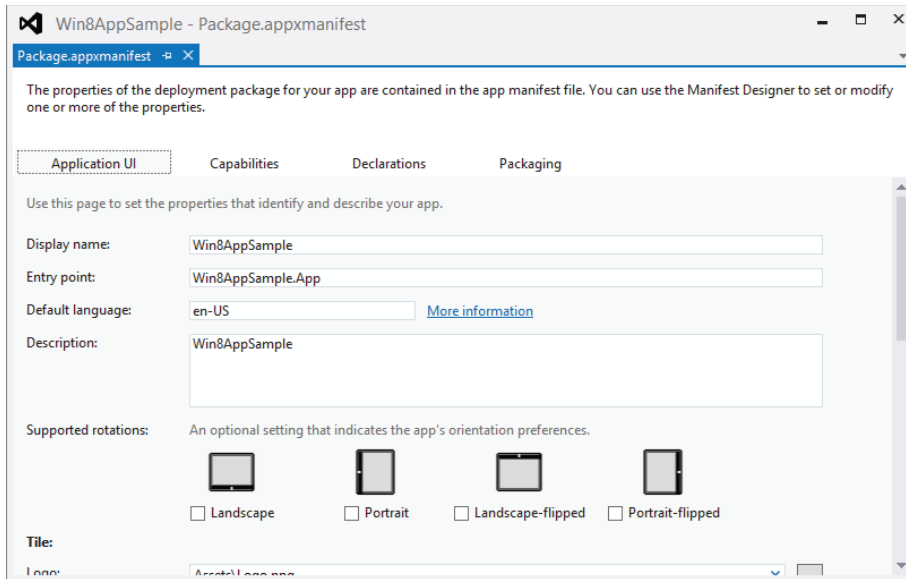 Win8AppSample - Package.appxmanifest
Package.appxmanifest
The properties of the deployment package for your app are contained in the app manifest file. You can use the Manifest Designer to set or modify
one or more of the properties.
Application UI Capabilities Declarations Packaging
Use this page to set the properties that identify and describe your app.
Display name: Win8AppSample
Entry point: Win8AppSample.App
Default language: en-US More information
Description: Win8AppSample
Supported rotations: An optional setting that indicates the app's orientation preferences.
Landscape Portrait Landscape-flipped Portrait-flipped
Tile:
Logo: Assets\Logo.png